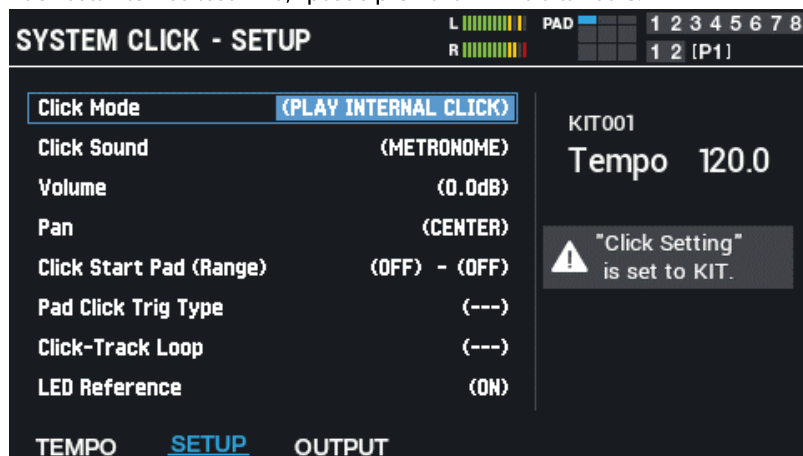 SYSTEM CLICK - SETUP
L
R
PAD
1 2 3 4 5 6 7 8
1 2 [P1]
Click Mode (PLAY INTERNAL CLICK)
Click Sound (METRONOME)
Volume (0.0dB)
Pan (CENTER)
Click Start Pad (Range) (OFF) - (OFF)
Pad Click Trig Type (---)
Click-Track Loop (---)
LED Reference (ON)
KIT001
Tempo 120.0
"Click Setting"
is set to KIT.
TEMPO SETUP OUTPUT